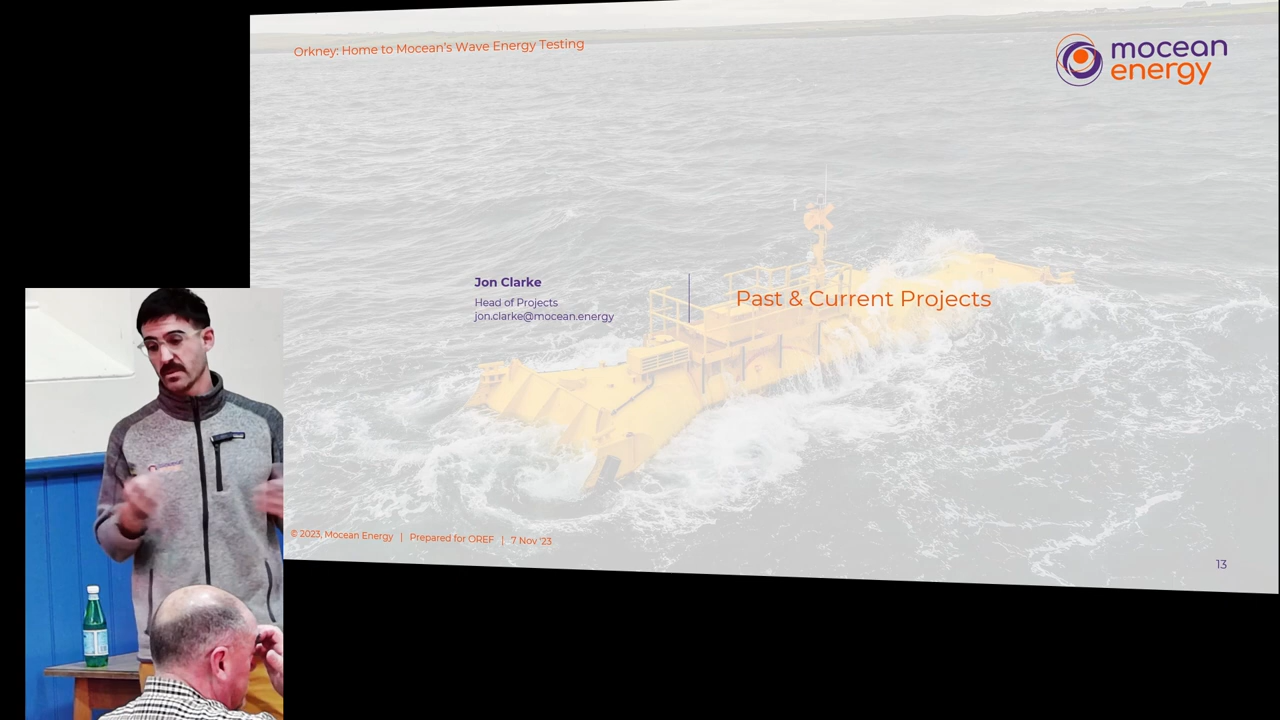 Orkney: Home to Mocean's Wave Energy Testing
mocean
energy
Jon Clarke
Head of Projects
jon.clarke@mocean.energy
Past & Current Projects
© 2023, Mocean Energy | Prepared for OREF | 7 Nov '23
13